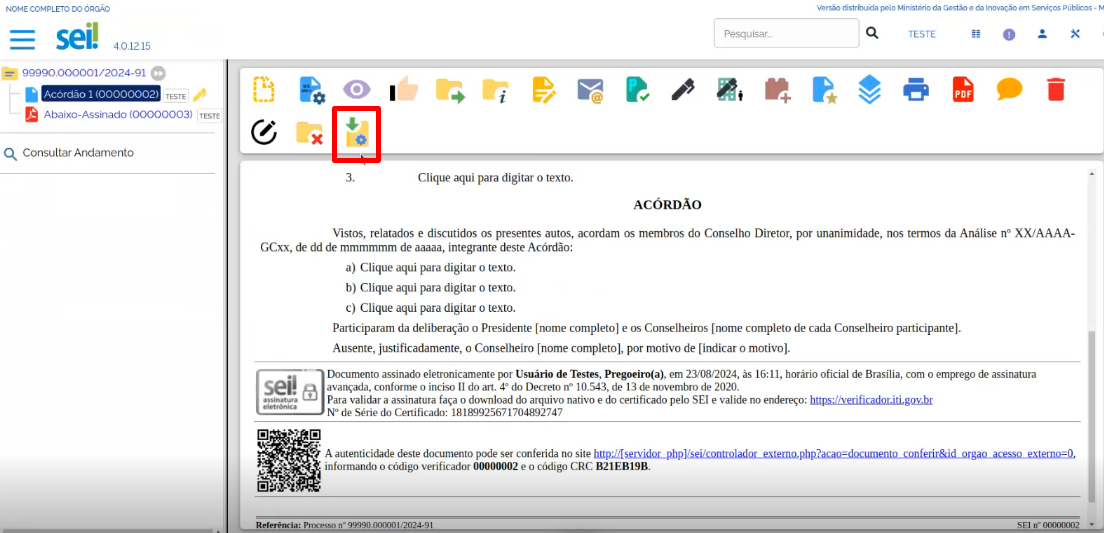 NOME COMPLETO DO ÓRGÃO
Versão distribuída pelo Ministério da Gestão e da Inovação em Serviços Públicos - M
sei! 4.0.12.15
Pesquisar...
TESTE
99990.000001/2024-91
Acórdão 1 (00000002) TESTE
Abaixo-Assinado (00000003) TESTE
Consultar Andamento
PDF
3. Clique aqui para digitar o texto.
ACÓRDÃO
Vistos, relatados e discutidos os presentes autos, acordam os membros do Conselho Diretor, por unanimidade, nos termos da Análise nº XX/AAAA-
GCxx, de dd de mmmmmm de aaaaa, integrante deste Acórdão:
a) Clique aqui para digitar o texto.
b) Clique aqui para digitar o texto.
c) Clique aqui para digitar o texto.
Participaram da deliberação o Presidente [nome completo] e os Conselheiros [nome completo de cada Conselheiro participante].
Ausente, justificadamente, o Conselheiro [nome completo], por motivo de [indicar o motivo].
sei!
assinatura
eletrônica
Documento assinado eletronicamente por Usuário de Testes, Pregoeiro(a), em 23/08/2024, às 16:11, horário oficial de Brasília, com o emprego de assinatura
avançada, conforme o inciso II do art. 4º do Decreto nº 10.543, de 13 de novembro de 2020.
Para validar a assinatura faça o download do arquivo nativo e do certificado pelo SEI e valide no endereço: https://verificador.iti.gov.br
Nº de Série do Certificado: 18189925671704892747
A autenticidade deste documento pode ser conferida no site http://[servidor_php]/sei/controlador_externo.php?acao=documento_conferir&id_orgao_acesso_externo=0,
informando o código verificador 00000002 e o código CRC B21EB19B.
Referência: Processo nº 99990.000001/2024-91
SEI nº 00000002